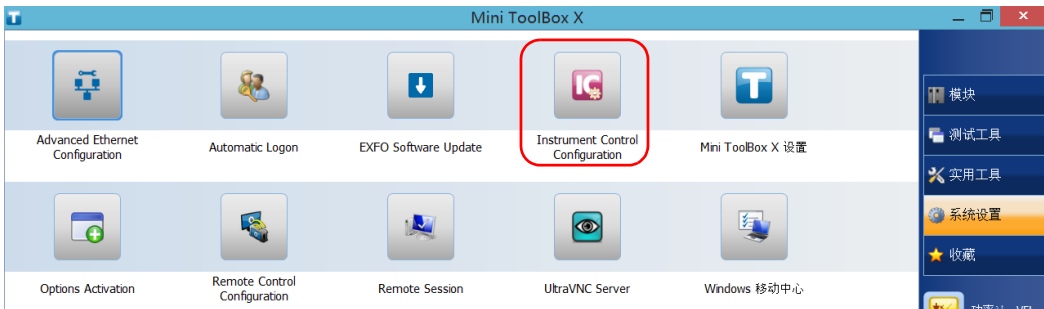 Mini ToolBox X
Advanced Ethernet
Configuration
Automatic Logon
EXFO Software Update
Instrument Control
Configuration
Mini ToolBox X 设置
Options Activation
Remote Control
Configuration
Remote Session
UltraVNC Server
Windows 移动中心
模块
测试工具
实用工具
系统设置
收藏